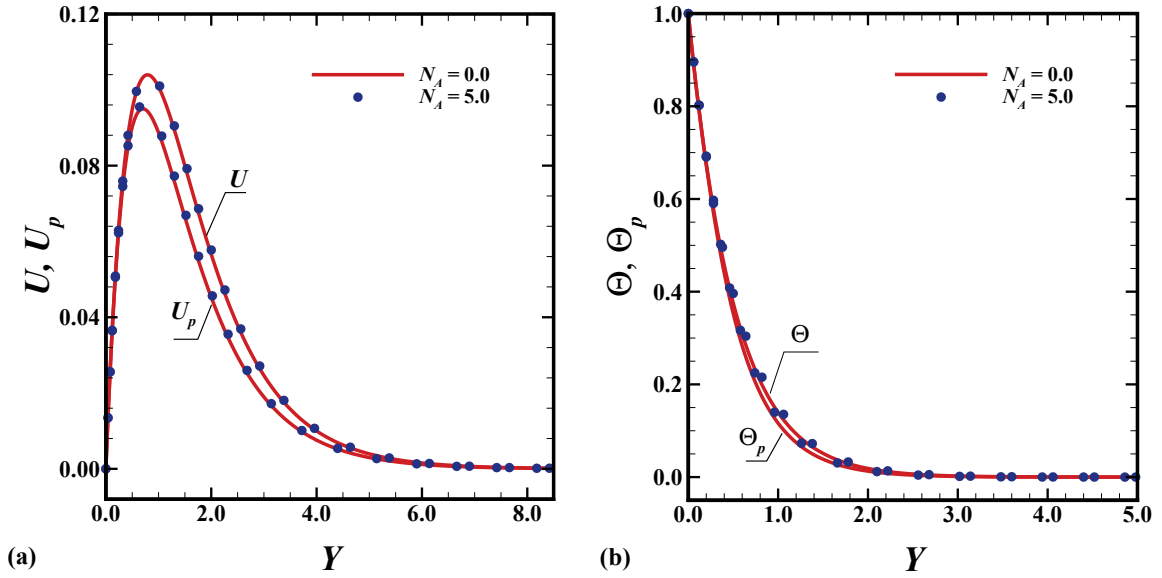 0.12
0.08
0.04
0.00
U, U_p
N_A = 0.0
N_A = 5.0
U
U_p
0.0 2.0 4.0 6.0 8.0
(a)
Y
1.0
0.8
0.6
0.4
0.2
0.0
Θ, Θ_p
N_A = 0.0
N_A = 5.0
Θ
Θ_p
0.0 1.0 2.0 3.0 4.0 5.0
(b)
Y